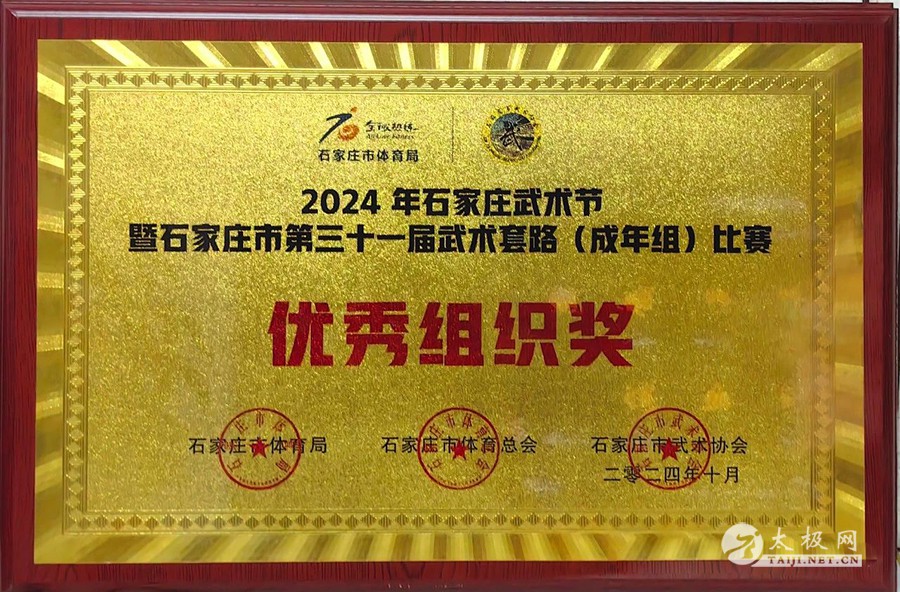 全城热练
石家庄市体育局
武
2024 年石家庄武术节
暨石家庄市第三十一届武术套路（成年组）比赛
优秀组织奖
石家庄市体育局 石家庄市体育总会 石家庄市武术协会
二零二四年十月
太极网
TAIJI.NET.CN